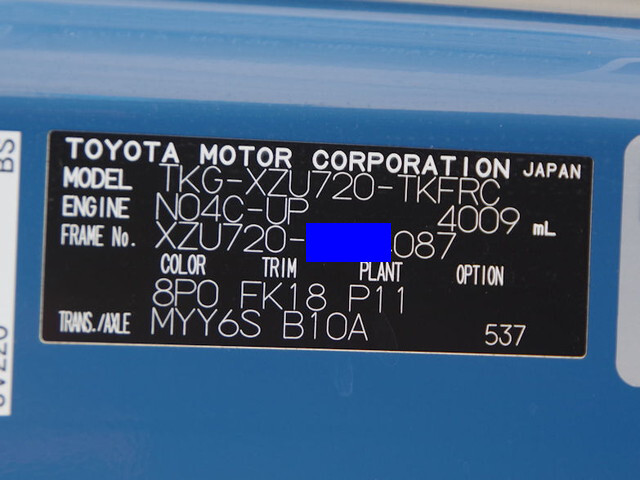 TOYOTA MOTOR CORPORATION JAPAN
MODEL TKG-XZU720-TKFRC
ENGINE N04C-UP 4009 mL
FRAME No. XZU720- 087
COLOR TRIM PLANT OPTION
8P0 FK18 P11
TRANS./AXLE MYY6S B10A 537
BS